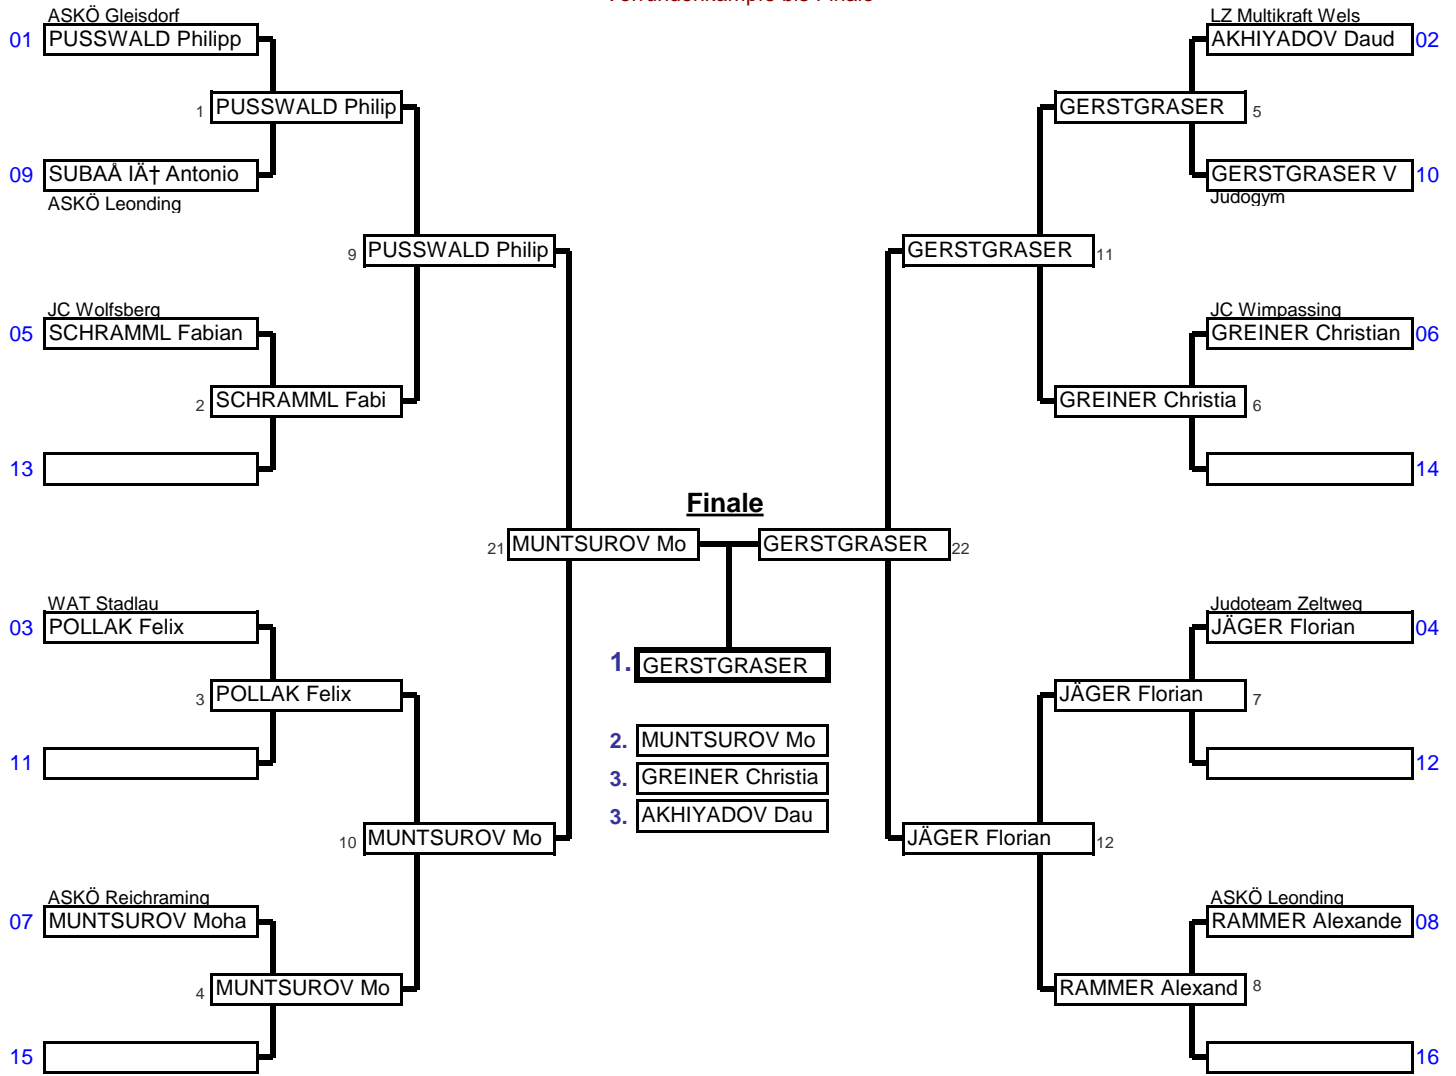 Vorrundenkämpfe bis Finale
ASKÖ Gleisdorf
01 PUSSWALD Philipp
1 PUSSWALD Philip
09 SUBAÅ IÄ† Antonio
ASKÖ Leonding
9 PUSSWALD Philip
JC Wolfsberg
05 SCHRAMML Fabian
2 SCHRAMML Fabi
13
21 MUNTSUROV Mo
WAT Stadlau
03 POLLAK Felix
3 POLLAK Felix
11
10 MUNTSUROV Mo
ASKÖ Reichraming
07 MUNTSUROV Moha
4 MUNTSUROV Mo
15
Finale
1. GERSTGRASER
2. MUNTSUROV Mo
3. GREINER Christia
3. AKHIYADOV Dau
LZ Multikraft Wels
AKHIYADOV Daud 02
GERSTGRASER 5
GERSTGRASER V 10
Judogym
GERSTGRASER 11
JC Wimpassing
GREINER Christian 06
GREINER Christia 6
14
GERSTGRASER 22
Judoteam Zeltweg
JÄGER Florian 04
JÄGER Florian 7
12
JÄGER Florian 12
ASKÖ Leonding
RAMMER Alexande 08
RAMMER Alexand 8
16